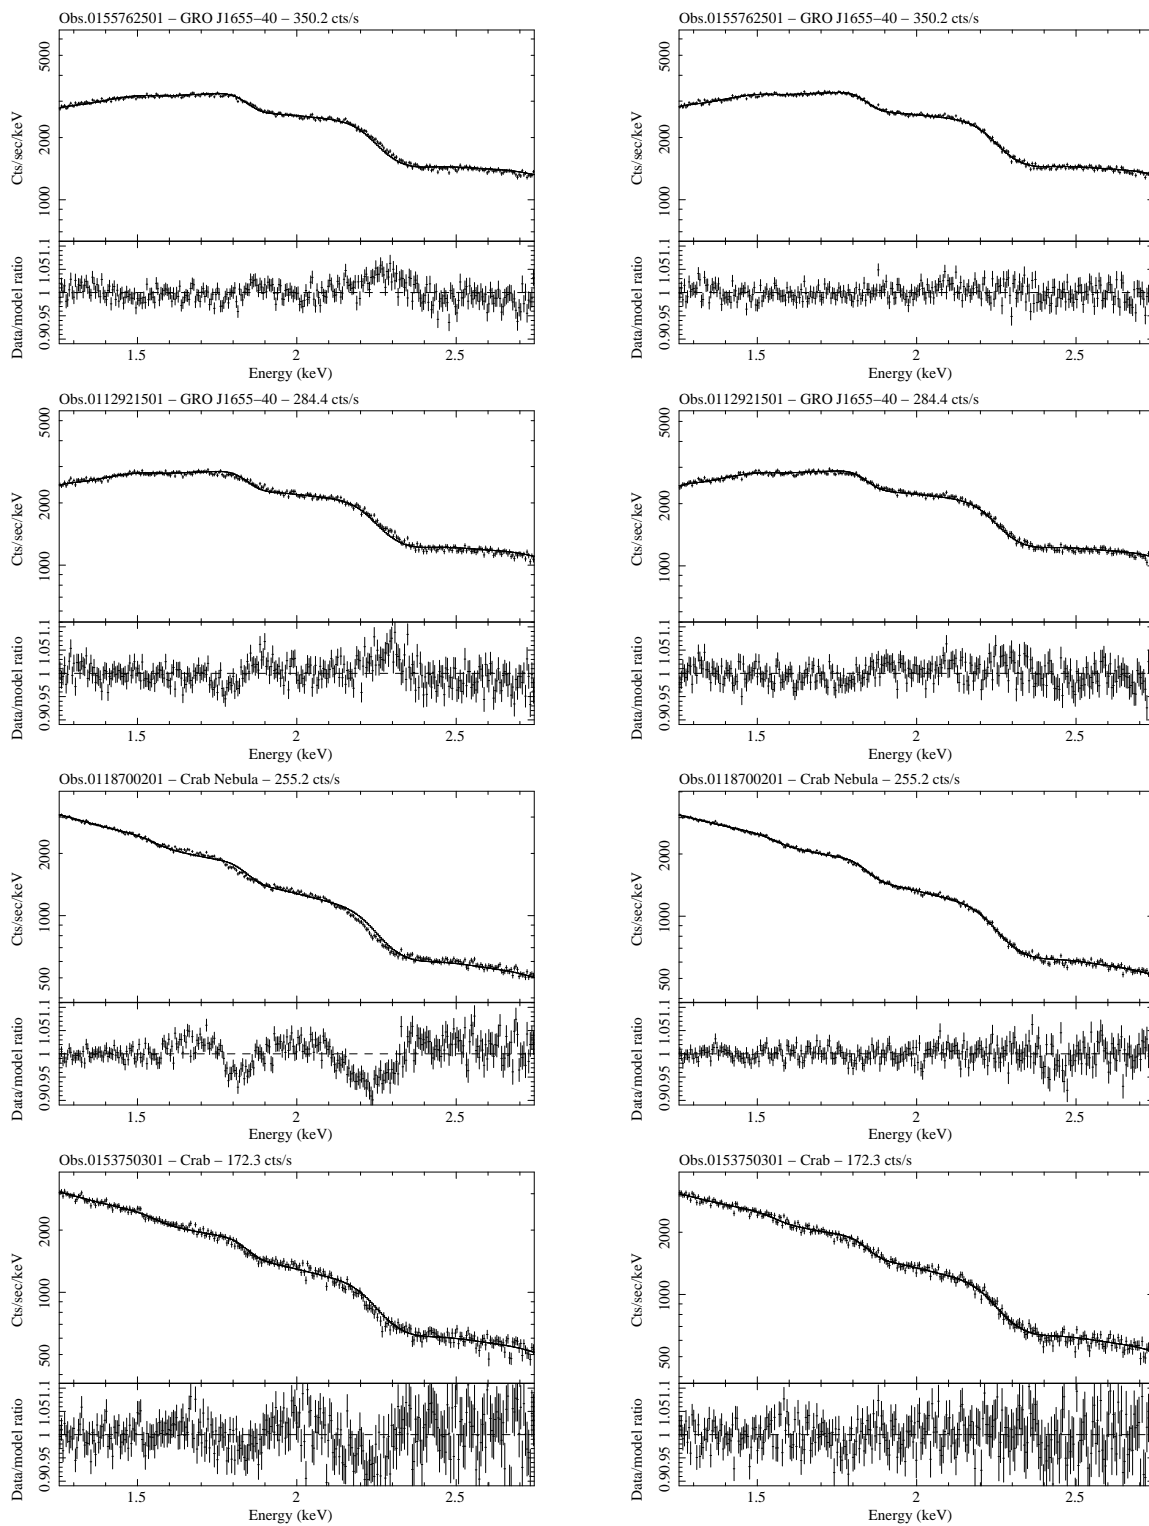 Obs.0155762501 − GRO J1655−40 − 350.2 cts/s
Cts/sec/keV
1000
2000
5000
Data/model ratio
0.9 0.95 1 1.05 1.1
1.5
2
2.5
Energy (keV)
Obs.0155762501 − GRO J1655−40 − 350.2 cts/s
Cts/sec/keV
1000
2000
5000
Data/model ratio
0.9 0.95 1 1.05 1.1
1.5
2
2.5
Energy (keV)
Obs.0112921501 − GRO J1655−40 − 284.4 cts/s
Cts/sec/keV
1000
2000
5000
Data/model ratio
0.9 0.95 1 1.05 1.1
1.5
2
2.5
Energy (keV)
Obs.0112921501 − GRO J1655−40 − 284.4 cts/s
Cts/sec/keV
1000
2000
5000
Data/model ratio
0.9 0.95 1 1.05 1.1
1.5
2
2.5
Energy (keV)
Obs.0118700201 − Crab Nebula − 255.2 cts/s
Cts/sec/keV
500
1000
2000
Data/model ratio
0.9 0.95 1 1.05 1.1
1.5
2
2.5
Energy (keV)
Obs.0118700201 − Crab Nebula − 255.2 cts/s
Cts/sec/keV
500
1000
2000
Data/model ratio
0.9 0.95 1 1.05 1.1
1.5
2
2.5
Energy (keV)
Obs.0153750301 − Crab − 172.3 cts/s
Cts/sec/keV
500
1000
2000
Data/model ratio
0.9 0.95 1 1.05 1.1
1.5
2
2.5
Energy (keV)
Obs.0153750301 − Crab − 172.3 cts/s
Cts/sec/keV
500
1000
2000
Data/model ratio
0.9 0.95 1 1.05 1.1
1.5
2
2.5
Energy (keV)